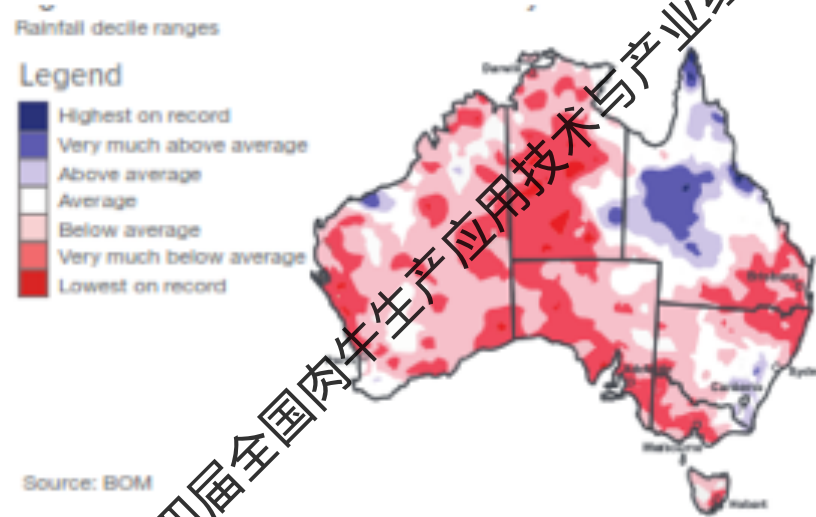 Rainfall decile ranges
Legend
Highest on record
Very much above average
Above average
Average
Below average
Very much below average
Lowest on record
Darwin
Brisbane
Canberra
Melbourne
Hobart
四届全国肉牛生产应用技术与产业
Source: BOM